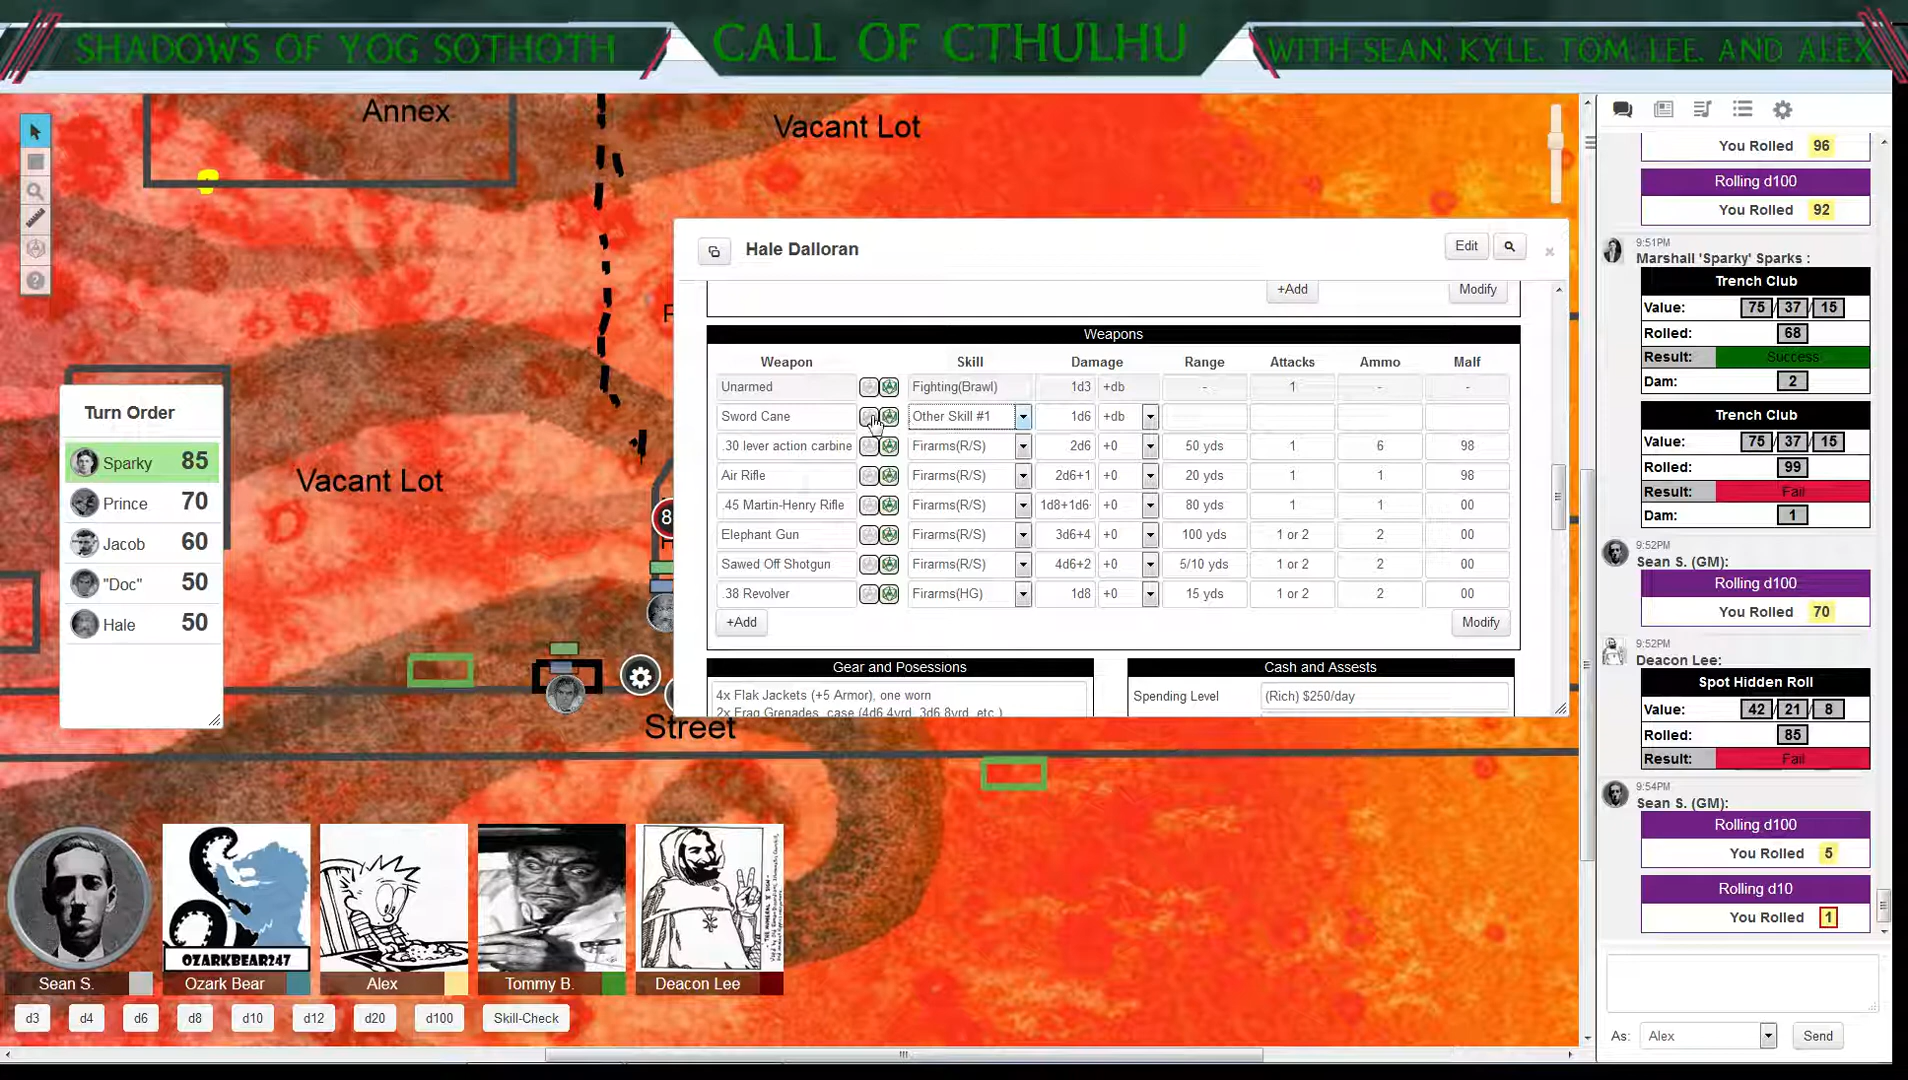 SHADOWS OF YOG SOTHOTH
CALL OF CTHULHU
WITH SEAN, KYLE, TOM, LEE, AND ALEX
Annex
Vacant Lot
Vacant Lot
Street
Turn Order
Sparky 85
Prince 70
Jacob 60
"Doc" 50
Hale 50
8
Hale Dalloran
Edit
+Add
Modify
Weapons
Weapon Skill Damage Range Attacks Ammo Malf
Unarmed Fighting(Brawl) 1d3 +db - 1 - -
Sword Cane Other Skill #1 1d6 +db
.30 lever action carbine Firarms(R/S) 2d6 +0 50 yds 1 6 98
Air Rifle Firarms(R/S) 2d6+1 +0 20 yds 1 1 98
.45 Martin-Henry Rifle Firarms(R/S) 1d8+1d6 +0 80 yds 1 1 00
Elephant Gun Firarms(R/S) 3d6+4 +0 100 yds 1 or 2 2 00
Sawed Off Shotgun Firarms(R/S) 4d6+2 +0 5/10 yds 1 or 2 2 00
.38 Revolver Firarms(HG) 1d8 +0 15 yds 1 or 2 2 00
+Add
Modify
Gear and Posessions
4x Flak Jackets (+5 Armor), one worn
2x Frag Grenades, case (4d6 4yrd, 3d6 8yrd, etc.)
Cash and Assests
Spending Level (Rich) $250/day
You Rolled 96
Rolling d100
You Rolled 92
9:51PM
Marshall 'Sparky' Sparks :
Trench Club
Value: 75 37 15
Rolled: 68
Result: Success
Dam: 2
Trench Club
Value: 75 37 15
Rolled: 99
Result: Fail
Dam: 1
9:52PM
Sean S. (GM):
Rolling d100
You Rolled 70
9:52PM
Deacon Lee:
Spot Hidden Roll
Value: 42 21 8
Rolled: 85
Result: Fail
9:54PM
Sean S. (GM):
Rolling d100
You Rolled 5
Rolling d10
You Rolled 1
As: Alex
Send
OZARKBEAR247
Sean S.
Ozark Bear
Alex
Tommy B.
Deacon Lee
d3 d4 d6 d8 d10 d12 d20 d100 Skill-Check